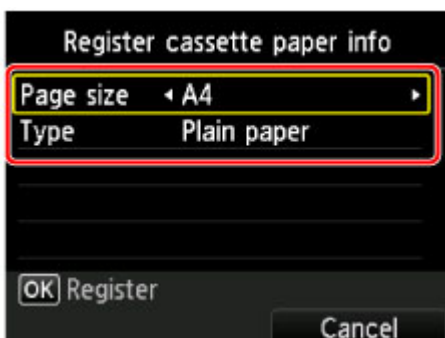 Register cassette paper info
Page size A4
Type Plain paper
OK Register
Cancel